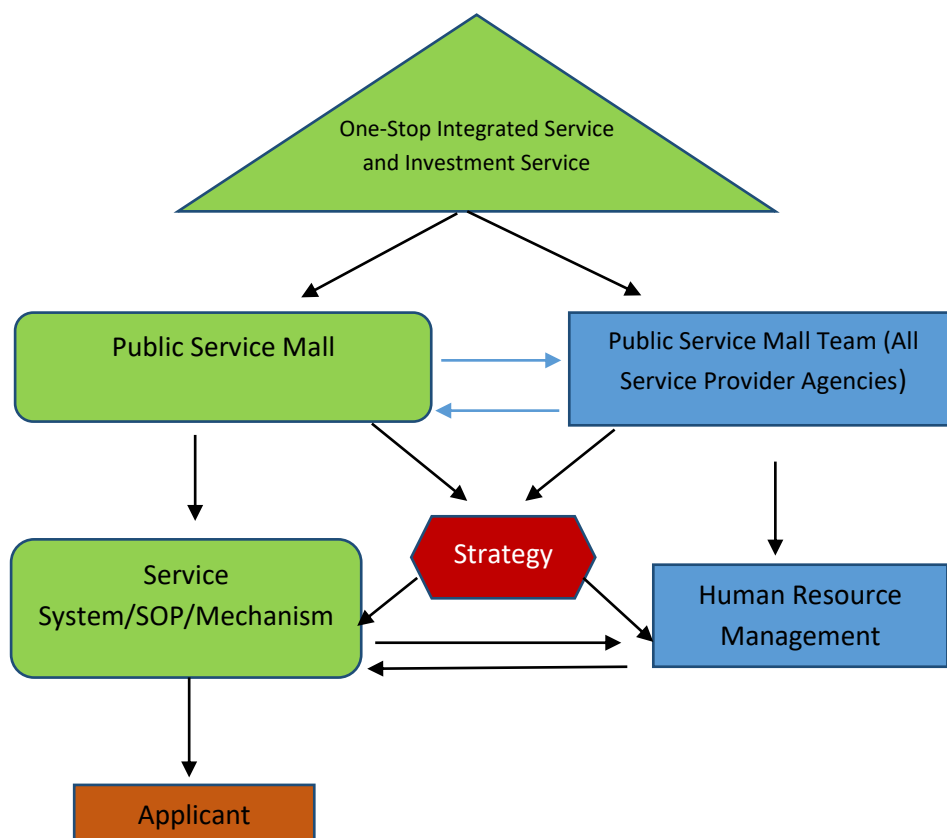 One-Stop Integrated Service
and Investment Service
Public Service Mall
Public Service Mall Team (All
Service Provider Agencies)
Strategy
Service
System/SOP/Mechanism
Human Resource
Management
Applicant